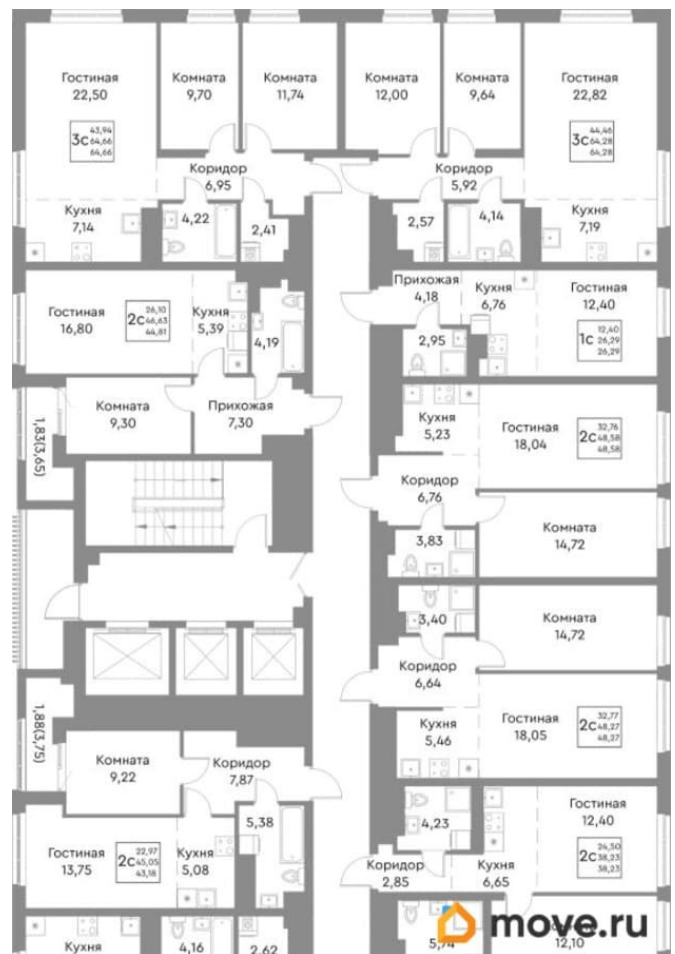 Гостиная
22,50
Комната
9,70
Комната
11,74
Комната
12,00
Комната
9,64
Гостиная
22,82
3с
43,94
64,66
64,66
3с
44,46
64,28
64,28
Коридор
6,95
Коридор
5,92
Кухня
7,14
4,22
2,41
2,57
4,14
Кухня
7,19
Гостиная
16,80
2с
26,10
46,63
44,81
Кухня
5,39
4,19
Прихожая
4,18
Кухня
6,76
Гостиная
12,40
2,95
1с
12,40
26,29
26,29
Комната
9,30
Прихожая
7,30
1,83(3,65)
Кухня
5,23
Гостиная
18,04
2с
32,76
48,58
48,58
Коридор
6,76
3,83
Комната
14,72
3,40
Комната
14,72
Коридор
6,64
1,88(3,75)
Кухня
5,46
Гостиная
18,05
2с
32,77
48,27
48,27
Комната
9,22
Коридор
7,87
Гостиная
13,75
2с
22,97
45,05
43,18
Кухня
5,08
5,38
4,23
Гостиная
12,40
2с
24,50
38,23
38,23
Коридор
2,85
Кухня
6,65
Кухня
4,16
2,62
5,74
12,10
move.ru